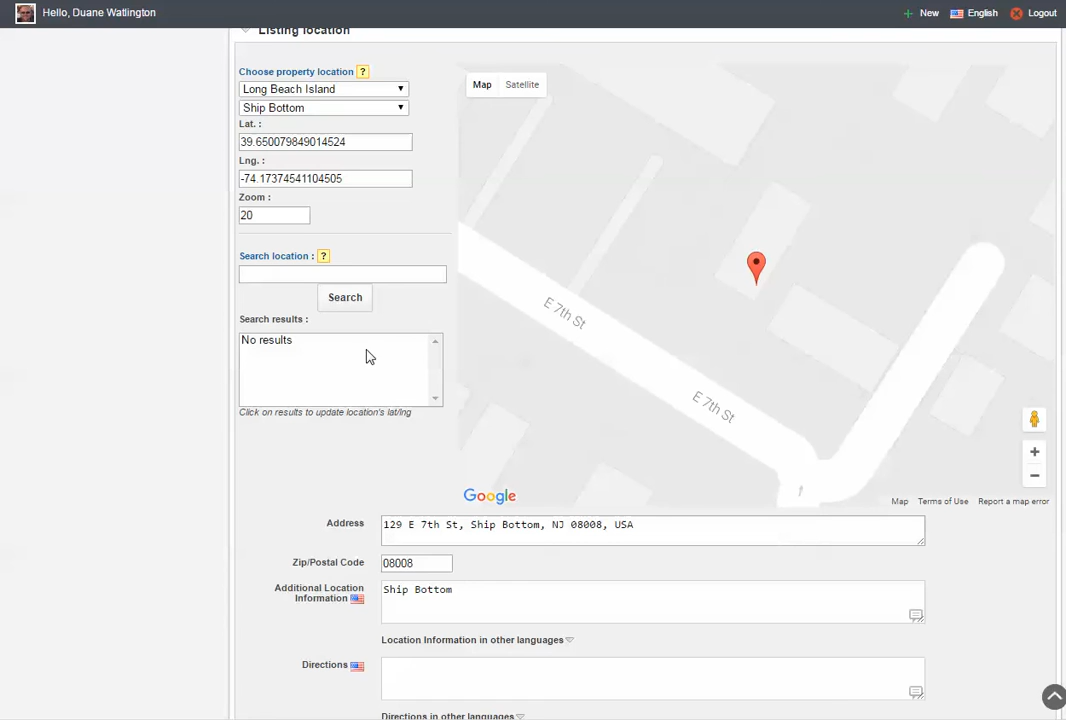 Hello, Duane Watlington
New
English
Logout
Listing location
Choose property location ?
Long Beach Island
Ship Bottom
Lat. :
39.650079849014524
Lng. :
-74.17374541104505
Zoom :
20
Search location : ?
Search
Search results :
No results
Click on results to update location's lat/lng
Map
Satellite
E 7th St
E 7th St
Google
Map
Terms of Use
Report a map error
Address
129 E 7th St, Ship Bottom, NJ 08008, USA
Zip/Postal Code
08008
Additional Location
Information
Ship Bottom
Location Information in other languages
Directions
Directions in other languages